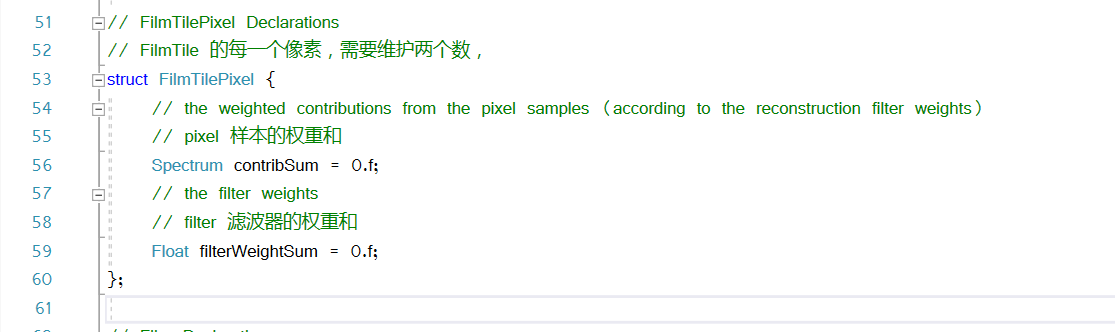 51 // FilmTilePixel Declarations
52 // FilmTile 的每一个像素，需要维护两个数，
53 struct FilmTilePixel {
54 // the weighted contributions from the pixel samples （according to the reconstruction filter weights）
55 // pixel 样本的权重和
56 Spectrum contribSum = 0.f;
57 // the filter weights
58 // filter 滤波器的权重和
59 Float filterWeightSum = 0.f;
60 };
61